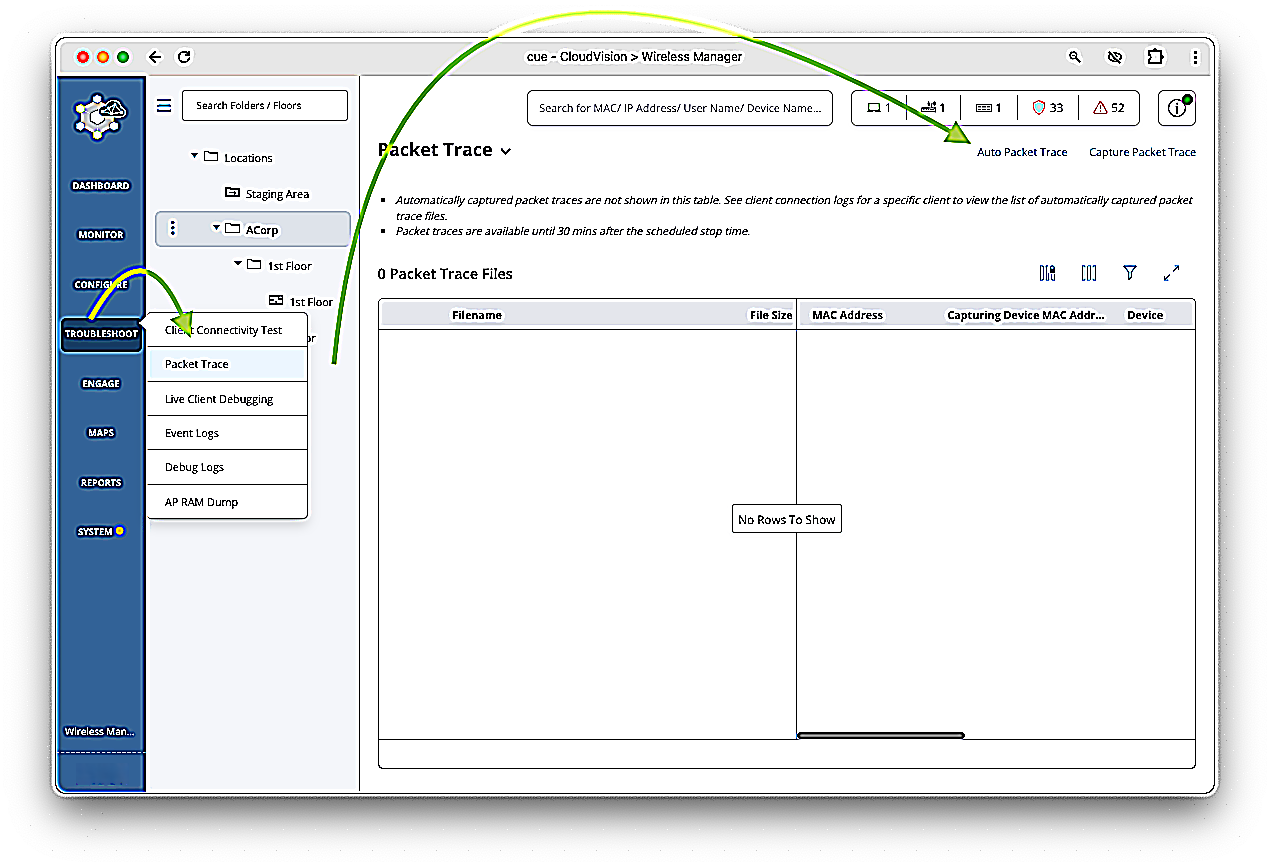 cue - CloudVision > Wireless Manager
Search Folders / Floors
Search for MAC/ IP Address/ User Name/ Device Name...
1
1
1
33
52
Packet Trace
Auto Packet Trace
Capture Packet Trace
Locations
Staging Area
ACorp
1st Floor
1st Floor
or
DASHBOARD
MONITOR
CONFIGURE
TROUBLESHOOT
ENGAGE
MAPS
REPORTS
SYSTEM
Wireless Man...
Client Connectivity Test
Packet Trace
Live Client Debugging
Event Logs
Debug Logs
AP RAM Dump
Automatically captured packet traces are not shown in this table. See client connection logs for a specific client to view the list of automatically captured packet
trace files.
Packet traces are available until 30 mins after the scheduled stop time.
0 Packet Trace Files
Filename
File Size
MAC Address
Capturing Device MAC Addr...
Device
No Rows To Show